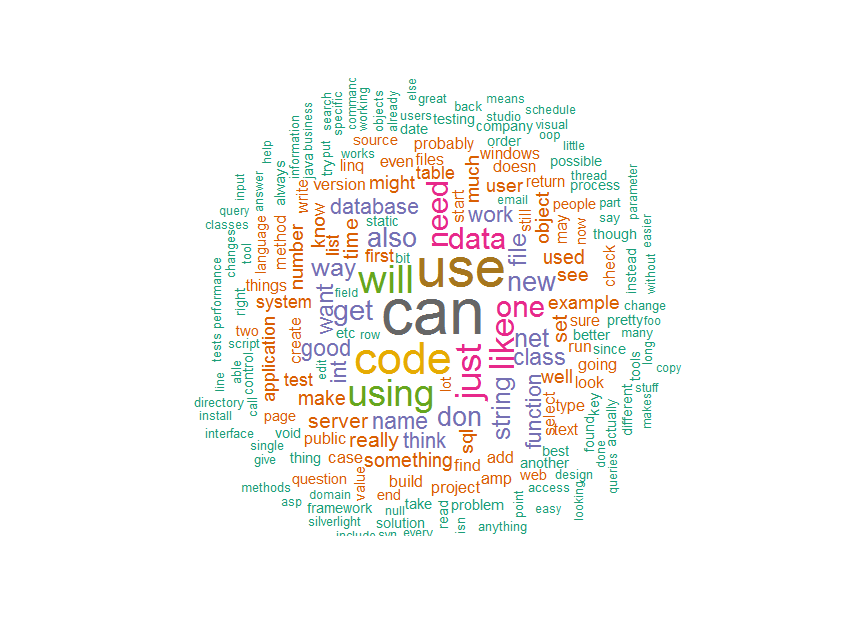 can
use
code
will
using
just
like
one
need
data
get
also
new
way
want
good
int
don
name
string
class
net
function
file
work
database
think
number
know
list
time
might
first
even
files
table
start
much
user
windows
doesn
return
still
object
may
now
people
used
see
check
example
set
sure
run
going
look
well
type
select
text
web
add
amp
find
sql
project
build
end
value
case
something
really
public
server
make
test
question
page
application
create
two
system
things
method
language
write
version
linq
source
probably
lot
static
bit
field
etc
row
edit
else
great
back
means
command
working
objects
already
search
specific
users
date
testing
studio
schedule
company
visual
order
oop
little
possible
thread
process
email
part
say
parameter
though
instead
without
easier
change
pretty
foo
better
many
since
tools
long
copy
stuff
makes
different
actually
key
found
done
queries
looking
design
best
another
access
easy
point
problem
anything
isn
read
take
null
solution
every
syn
include
silverlight
framework
domain
asp
methods
thing
give
single
void
interface
install
directory
call
control
able
line
script
tests
performance
right
tool
changes
classes
query
input
answer
always
help
information
java
business
try
put
works